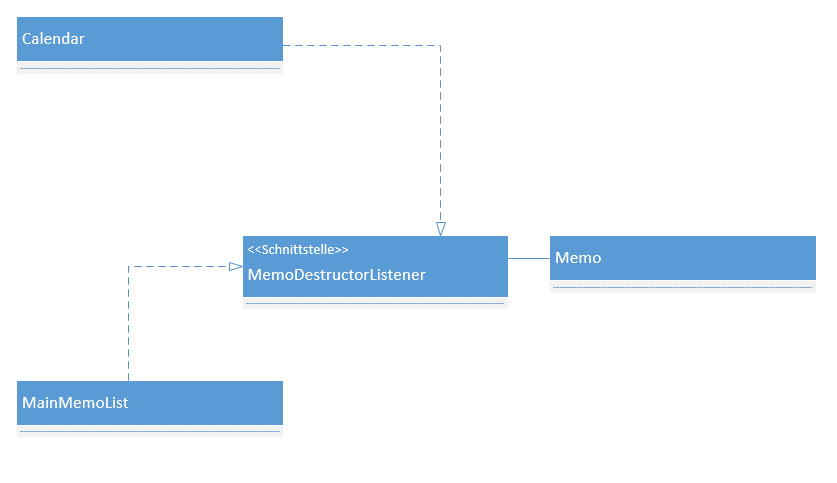 Calendar
<<Schnittstelle>>
MemoDestructorListener
Memo
MainMemoList